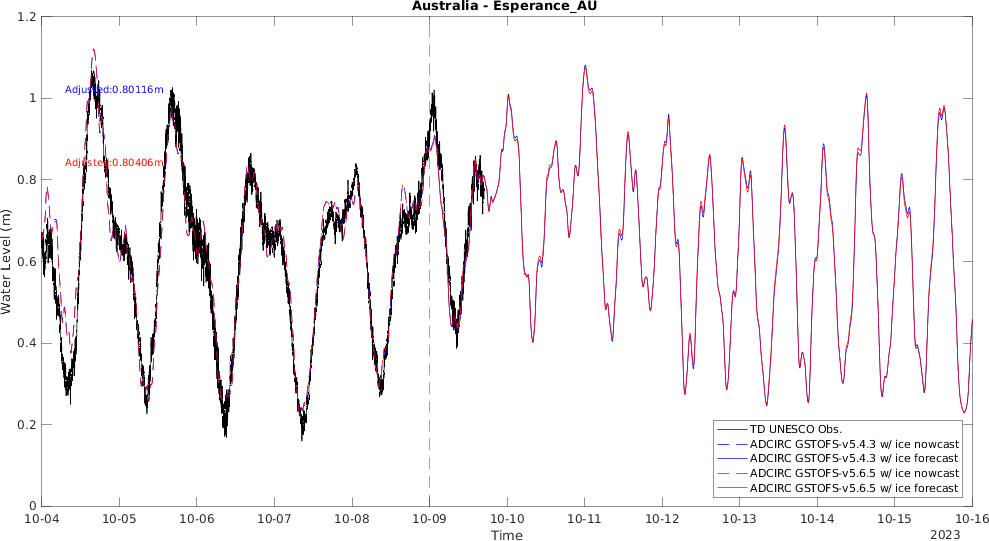 Australia - Esperance_AU
1.2
1
0.8
0.6
0.4
0.2
0
Water Level (m)
Adjusted:0.80116m
Adjusted:0.80406m
TD UNESCO Obs.
ADCIRC GSTOFS-v5.4.3 w/ ice nowcast
ADCIRC GSTOFS-v5.4.3 w/ ice forecast
ADCIRC GSTOFS-v5.6.5 w/ ice nowcast
ADCIRC GSTOFS-v5.6.5 w/ ice forecast
10-04 10-05 10-06 10-07 10-08 10-09 10-10 10-11 10-12 10-13 10-14 10-15 10-16
Time
2023